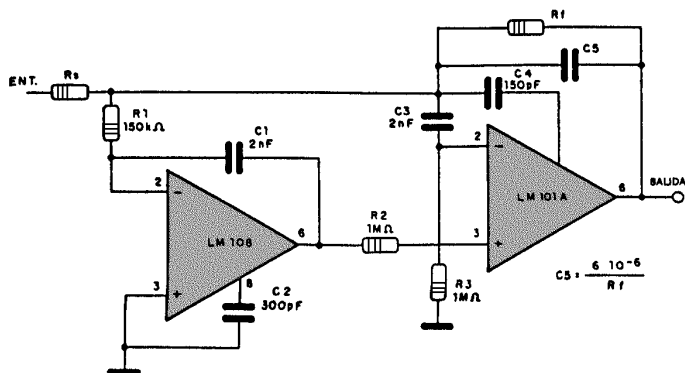 Rf
C5
C4
150pF
ENT.
Rs
R1
150kΩ
C1
2nF
C3
2nF
2
-
LM 101A
6
SALIDA
3
+
2
-
LM 108
6
R2
1MΩ
3
+
8
C2
300pF
R3
1MΩ
C5 = 6 10⁻⁶
Rf